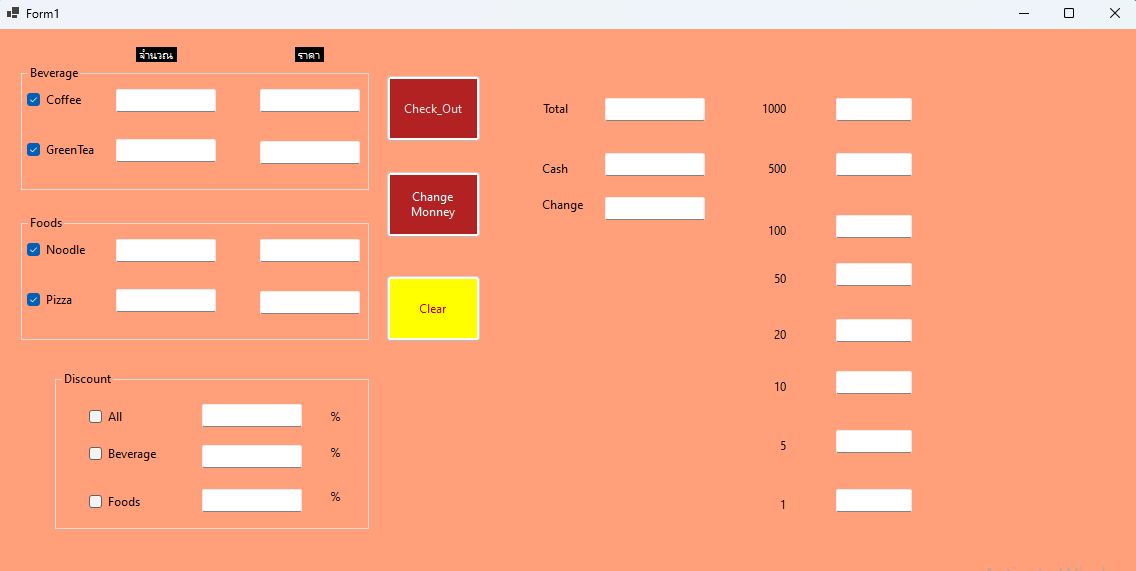 Form1
จำนวณ ราคา
Beverage
Coffee
GreenTea
Foods
Noodle
Pizza
Discount
All %
Beverage %
Foods %
Check_Out
Change
Monney
Clear
Total
Cash
Change
1000
500
100
50
20
10
5
1